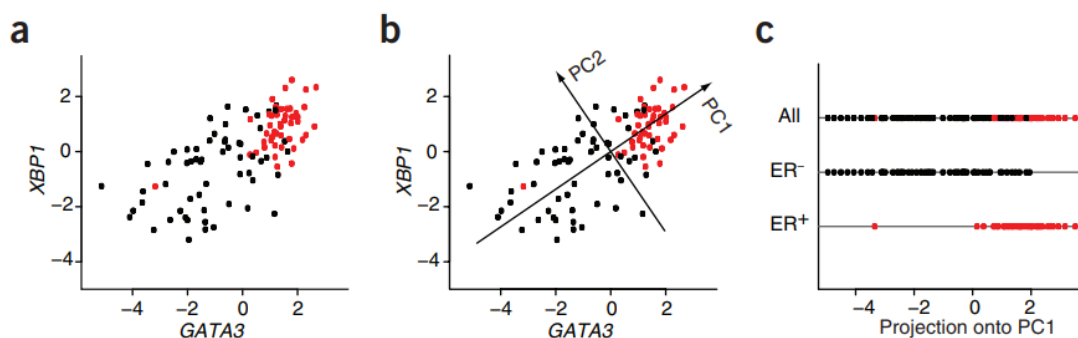 a
XBP1
2
0
−2
−4
−4 −2 0 2
GATA3
b
XBP1
2
0
−2
−4
PC2
PC1
−4 −2 0 2
GATA3
c
All
ER−
ER+
−4 −2 0 2
Projection onto PC1